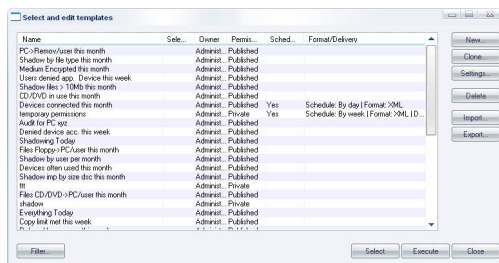 Select and edit templates
Name Sele... Owner Permis... Sched... Format/Delivery
PC->Remov/user this month Administ... Published
Shadow by file type this month Administ... Published
Medium Encrypted this month Administ... Published
Users denied app. Device this week Administ... Published
Shadow files > 10Mb this month Administ... Published
CD/DVD in use this month Administ... Published
Devices connected this month Administ... Published Yes Schedule: By day | Format: XML
temporary permissions Administ... Private Yes Schedule: By week | Format: XML | D...
Audit for PC xyz Administ... Published
Denied device acc. this week Administ... Published
Shadowing Today Administ... Published
Files Floppy->PC/user this month Administ... Published
Shadow by user per month Administ... Published
Devices often used this month Administ... Published
Shadow imp by size dsc this month Administ... Published
ttt Administ... Private
Files CD/DVD->PC/user this month Administ... Published
shadow Administ... Private
Everything Today Administ... Published
Copy limit met this week Administ... Published
New...
Clone...
Settings...
Delete
Import...
Export...
Filter...
Select
Execute
Close